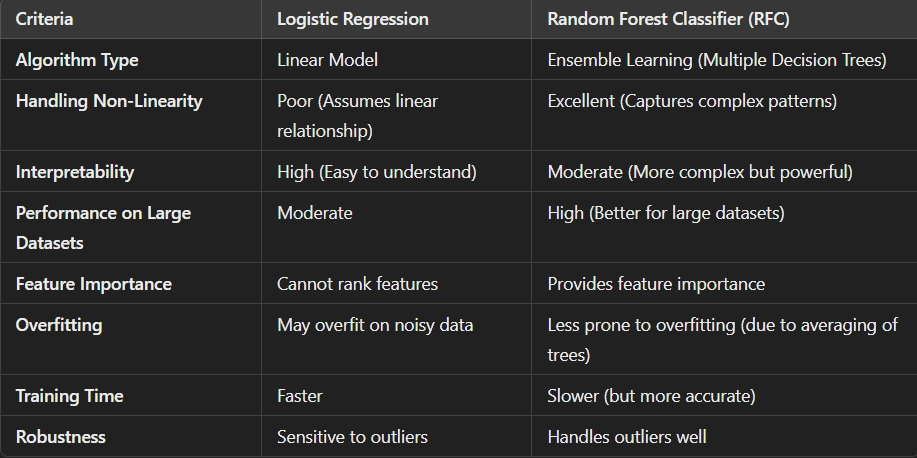 Criteria Logistic Regression Random Forest Classifier (RFC)
Algorithm Type Linear Model Ensemble Learning (Multiple Decision Trees)
Handling Non-Linearity Poor (Assumes linear Excellent (Captures complex patterns)
relationship)
Interpretability High (Easy to understand) Moderate (More complex but powerful)
Performance on Large Moderate High (Better for large datasets)
Datasets
Feature Importance Cannot rank features Provides feature importance
Overfitting May overfit on noisy data Less prone to overfitting (due to averaging of
trees)
Training Time Faster Slower (but more accurate)
Robustness Sensitive to outliers Handles outliers well